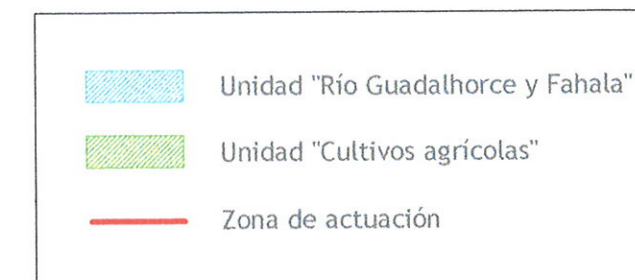 Unidad "Río Guadalhorce y Fahala"
Unidad "Cultivos agrícolas"
Zona de actuación